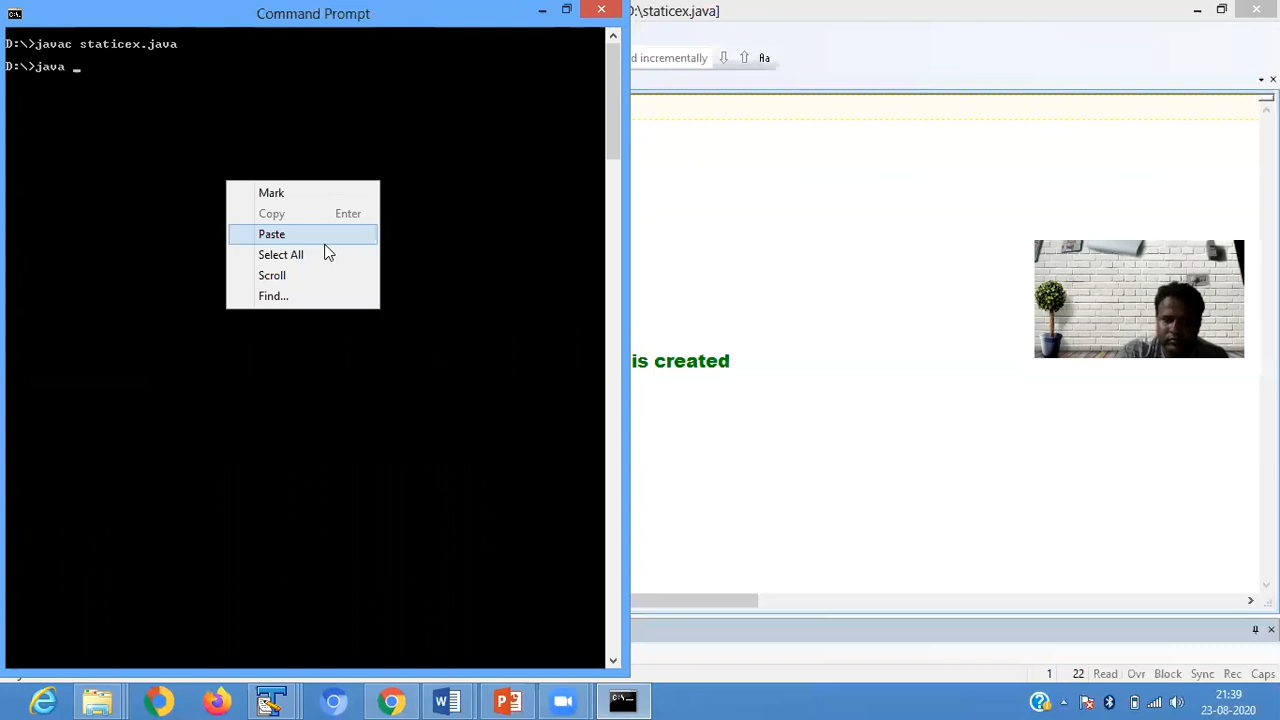 Command Prompt
D:\staticex.java]
D:\>javac staticex.java
D:\>java _
d incrementally
Aa
Mark
Copy Enter
Paste
Select All
Scroll
Find...
is created
1 22 Read Ovr Block Sync Rec Caps
21:39
23-08-2020